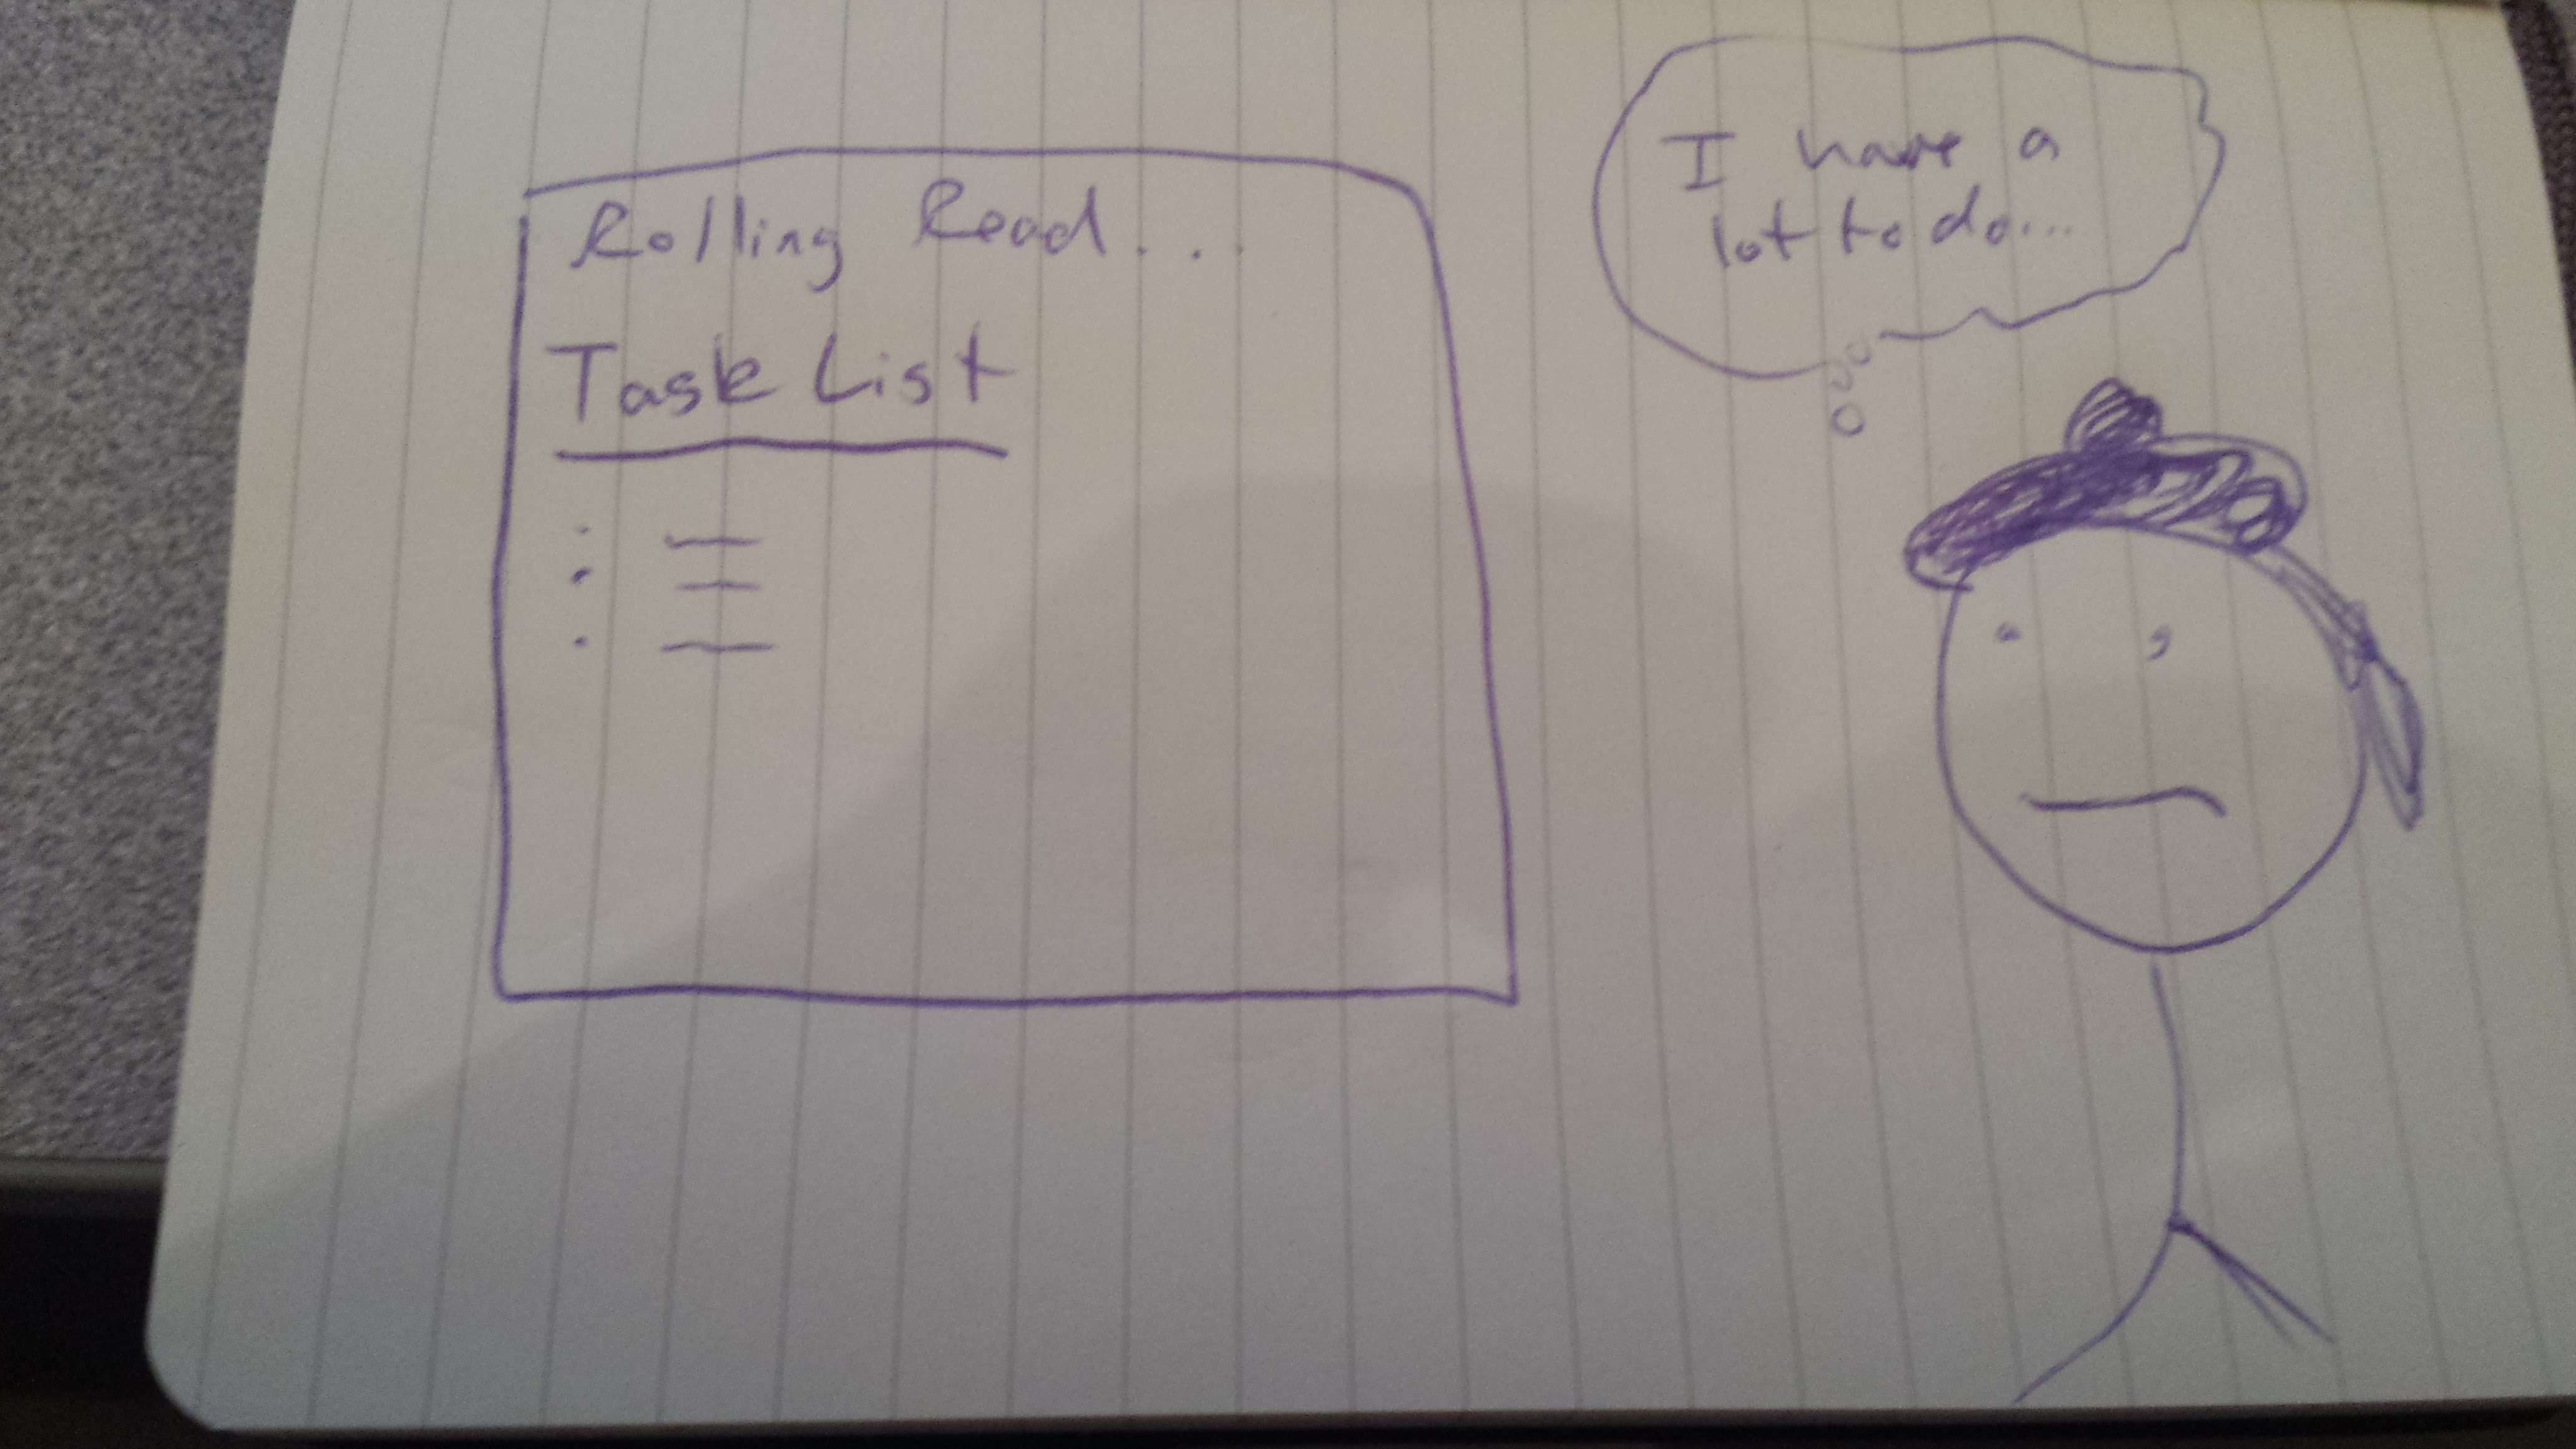 Rolling Read...
Task List
I have a
lot to do...